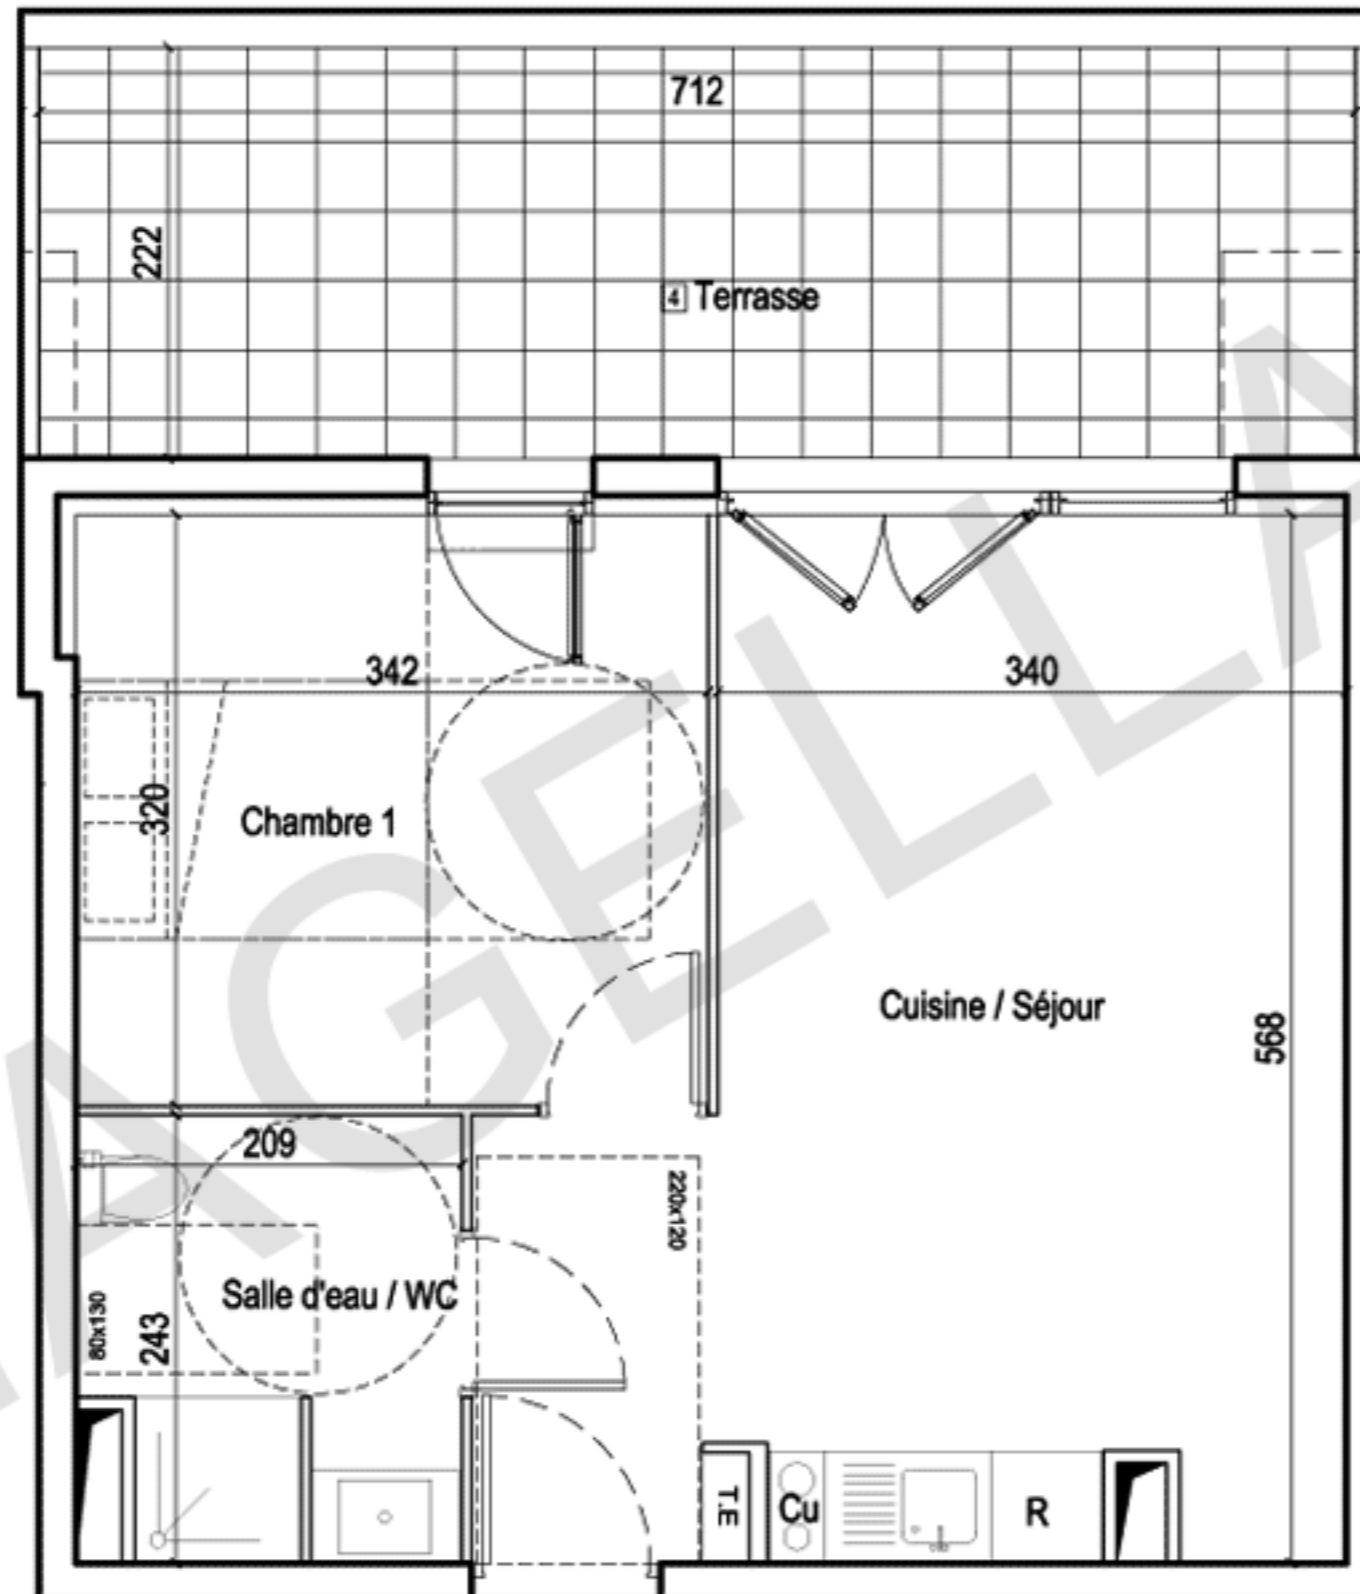 712
222
4 Terrasse
342
340
320
Chambre 1
Cuisine / Séjour
568
209
220x120
Salle d'eau / WC
80x130
243
T.E
Cu
R
AGELLA